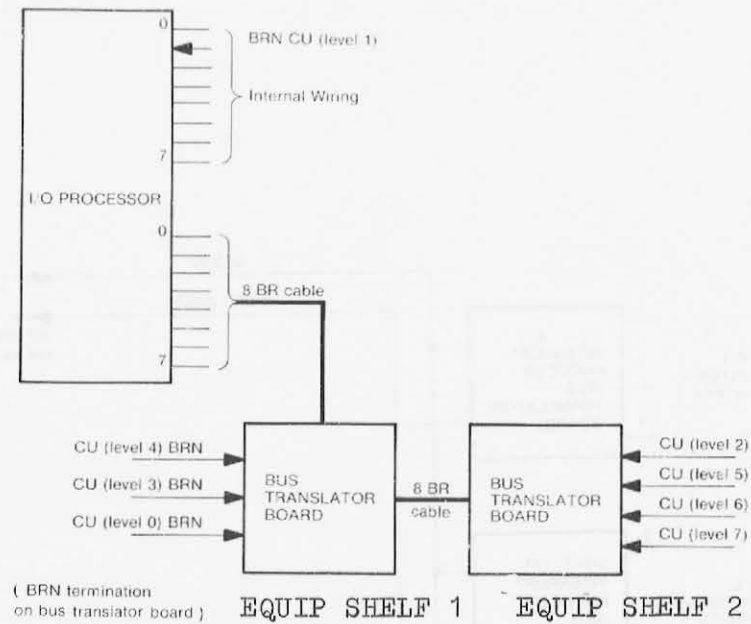 0
BRN CU (level 1)
Internal Wiring
7
I/O PROCESSOR
0
8 BR cable
7
CU (level 4) BRN
CU (level 3) BRN
CU (level 0) BRN
BUS
TRANSLATOR
BOARD
8 BR
cable
BUS
TRANSLATOR
BOARD
CU (level 2)
CU (level 5)
CU (level 6)
CU (level 7)
( BRN termination
on bus translator board )
EQUIP SHELF 1
EQUIP SHELF 2